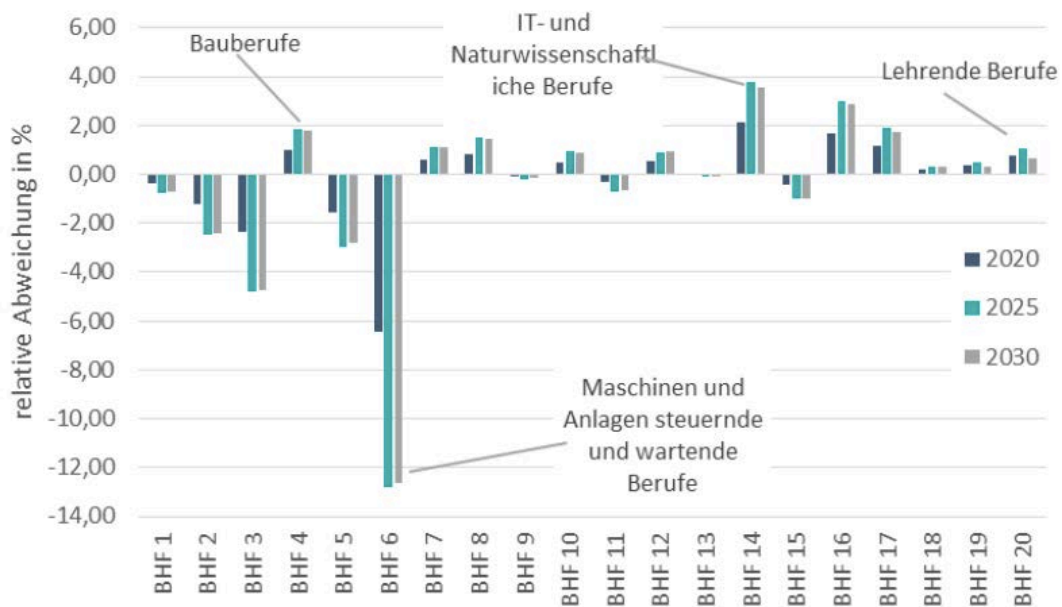 6,00
4,00
2,00
0,00
-2,00
-4,00
-6,00
-8,00
-10,00
-12,00
-14,00
relative Abweichung in %
Bauberufe
IT- und
Naturwissenschaftl
iche Berufe
Lehrende Berufe
2020
2025
2030
Maschinen und
Anlagen steuernde
und wartende
Berufe
BHF 1
BHF 2
BHF 3
BHF 4
BHF 5
BHF 6
BHF 7
BHF 8
BHF 9
BHF 10
BHF 11
BHF 12
BHF 13
BHF 14
BHF 15
BHF 16
BHF 17
BHF 18
BHF 19
BHF 20